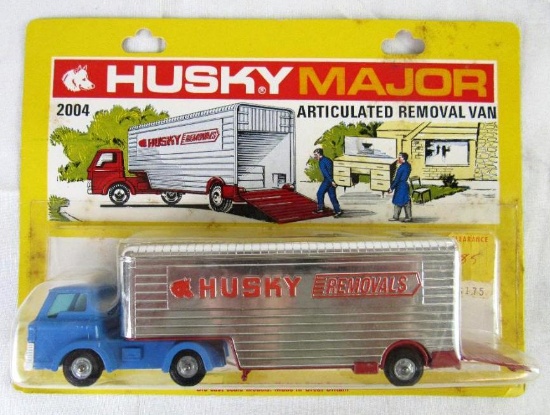 HUSKY® MAJOR
2004
ARTICULATED REMOVAL VAN
HUSKY REMOVALS
HUSKY REMOVALS